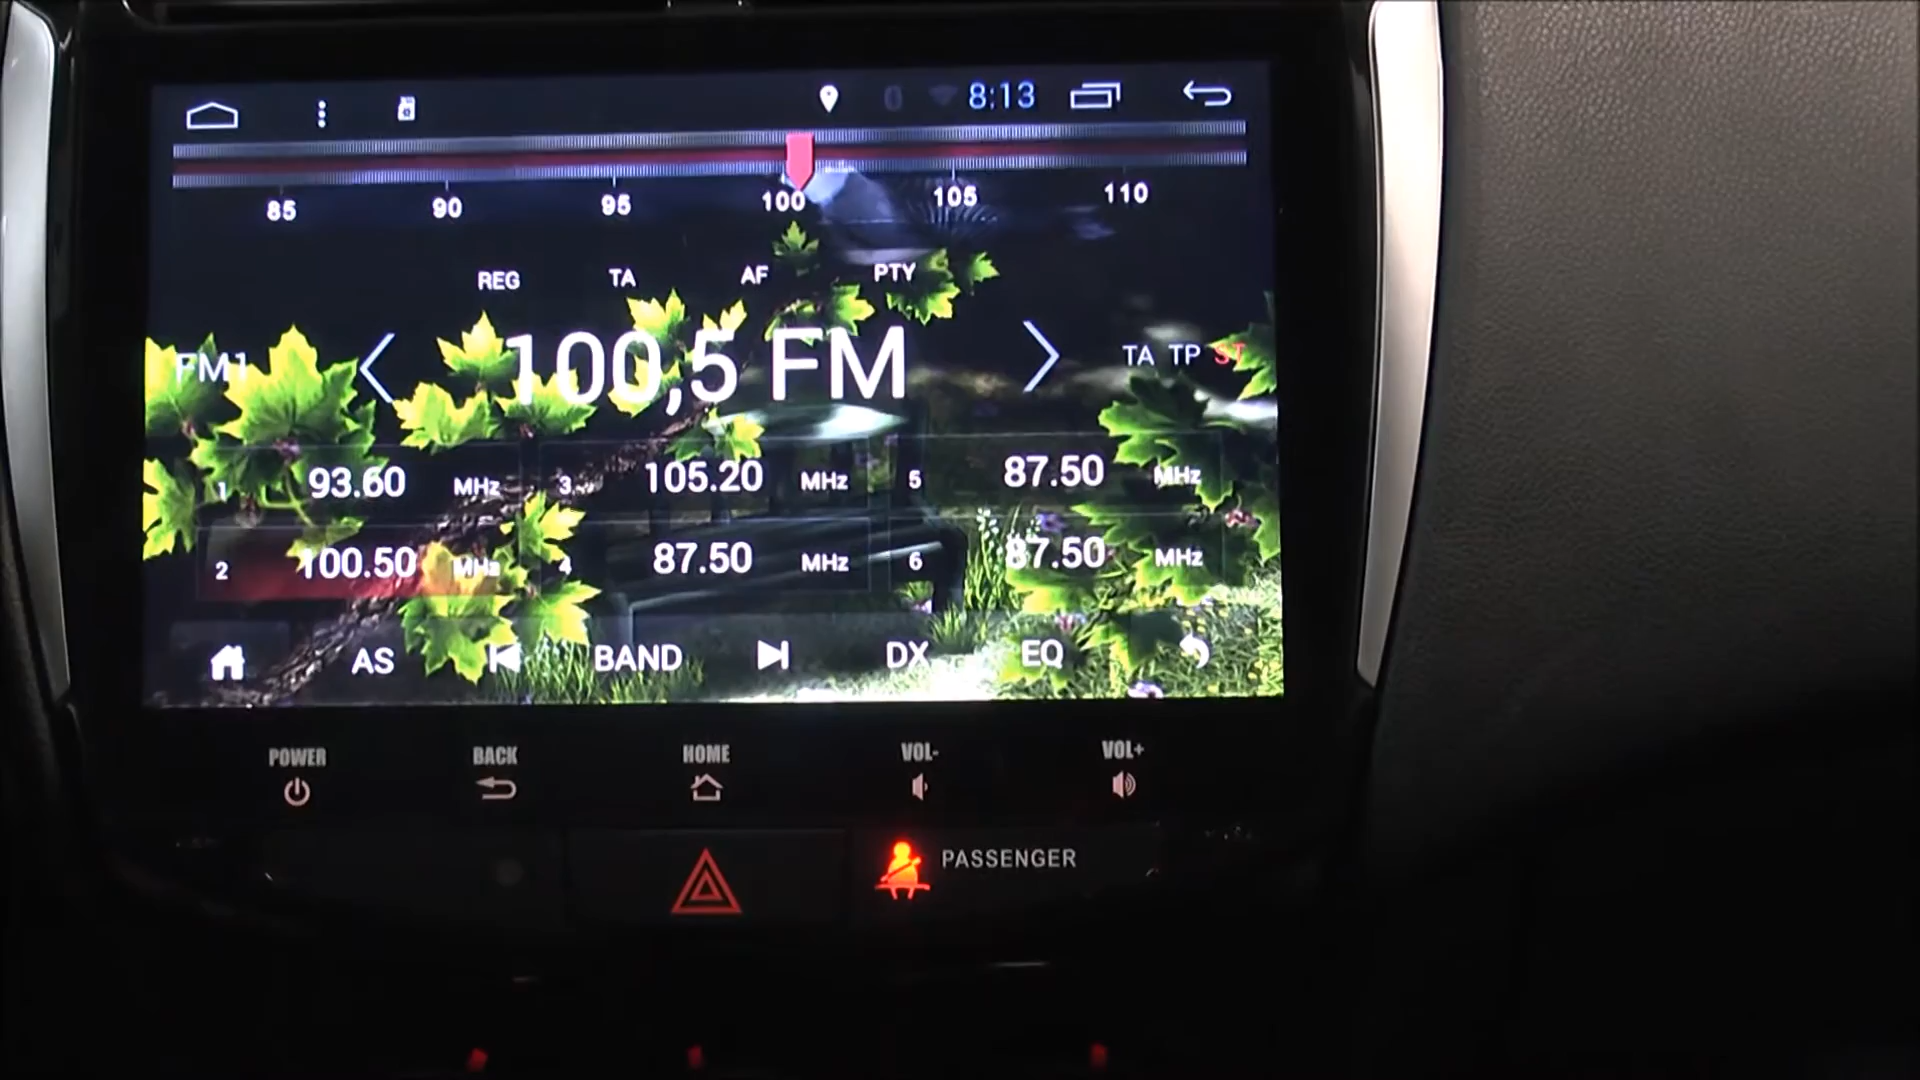 8:13
85 90 95 100 105 110
REG TA AF PTY
FM1 100,5 FM TA TP ST
1 93.60 MHz 3 105.20 MHz 5 87.50 MHz
2 100.50 MHz 4 87.50 MHz 6 87.50 MHz
AS BAND DX EQ
POWER BACK HOME VOL- VOL+
PASSENGER